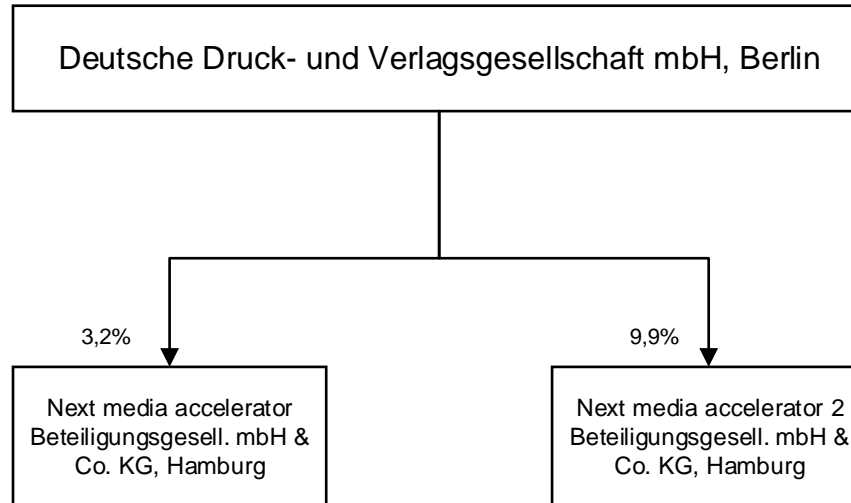 Deutsche Druck- und Verlagsgesellschaft mbH, Berlin
3,2%
9,9%
Next media accelerator
Beteiligungsgesell. mbH &
Co. KG, Hamburg
Next media accelerator 2
Beteiligungsgesell. mbH &
Co. KG, Hamburg